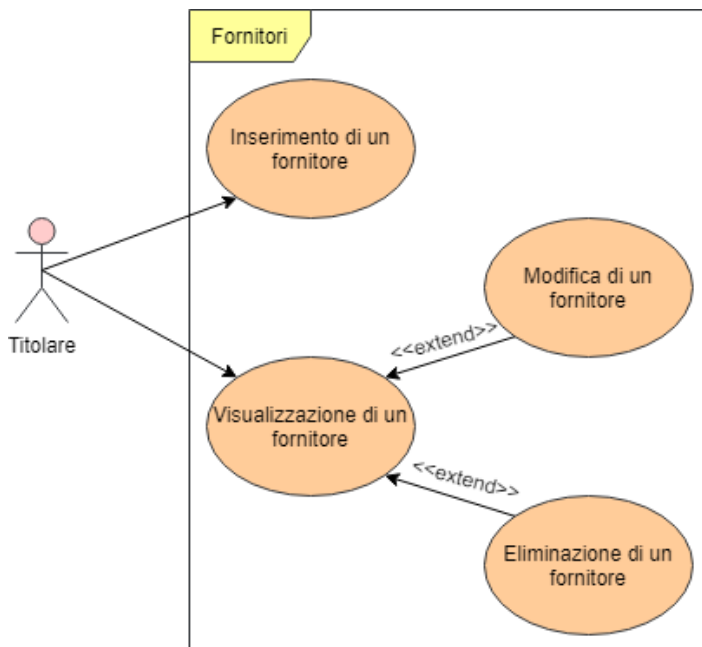 Fornitori
Inserimento di un
fornitore
Modifica di un
fornitore
Titolare
<<extend>>
Visualizzazione di un
fornitore
<<extend>>
Eliminazione di un
fornitore